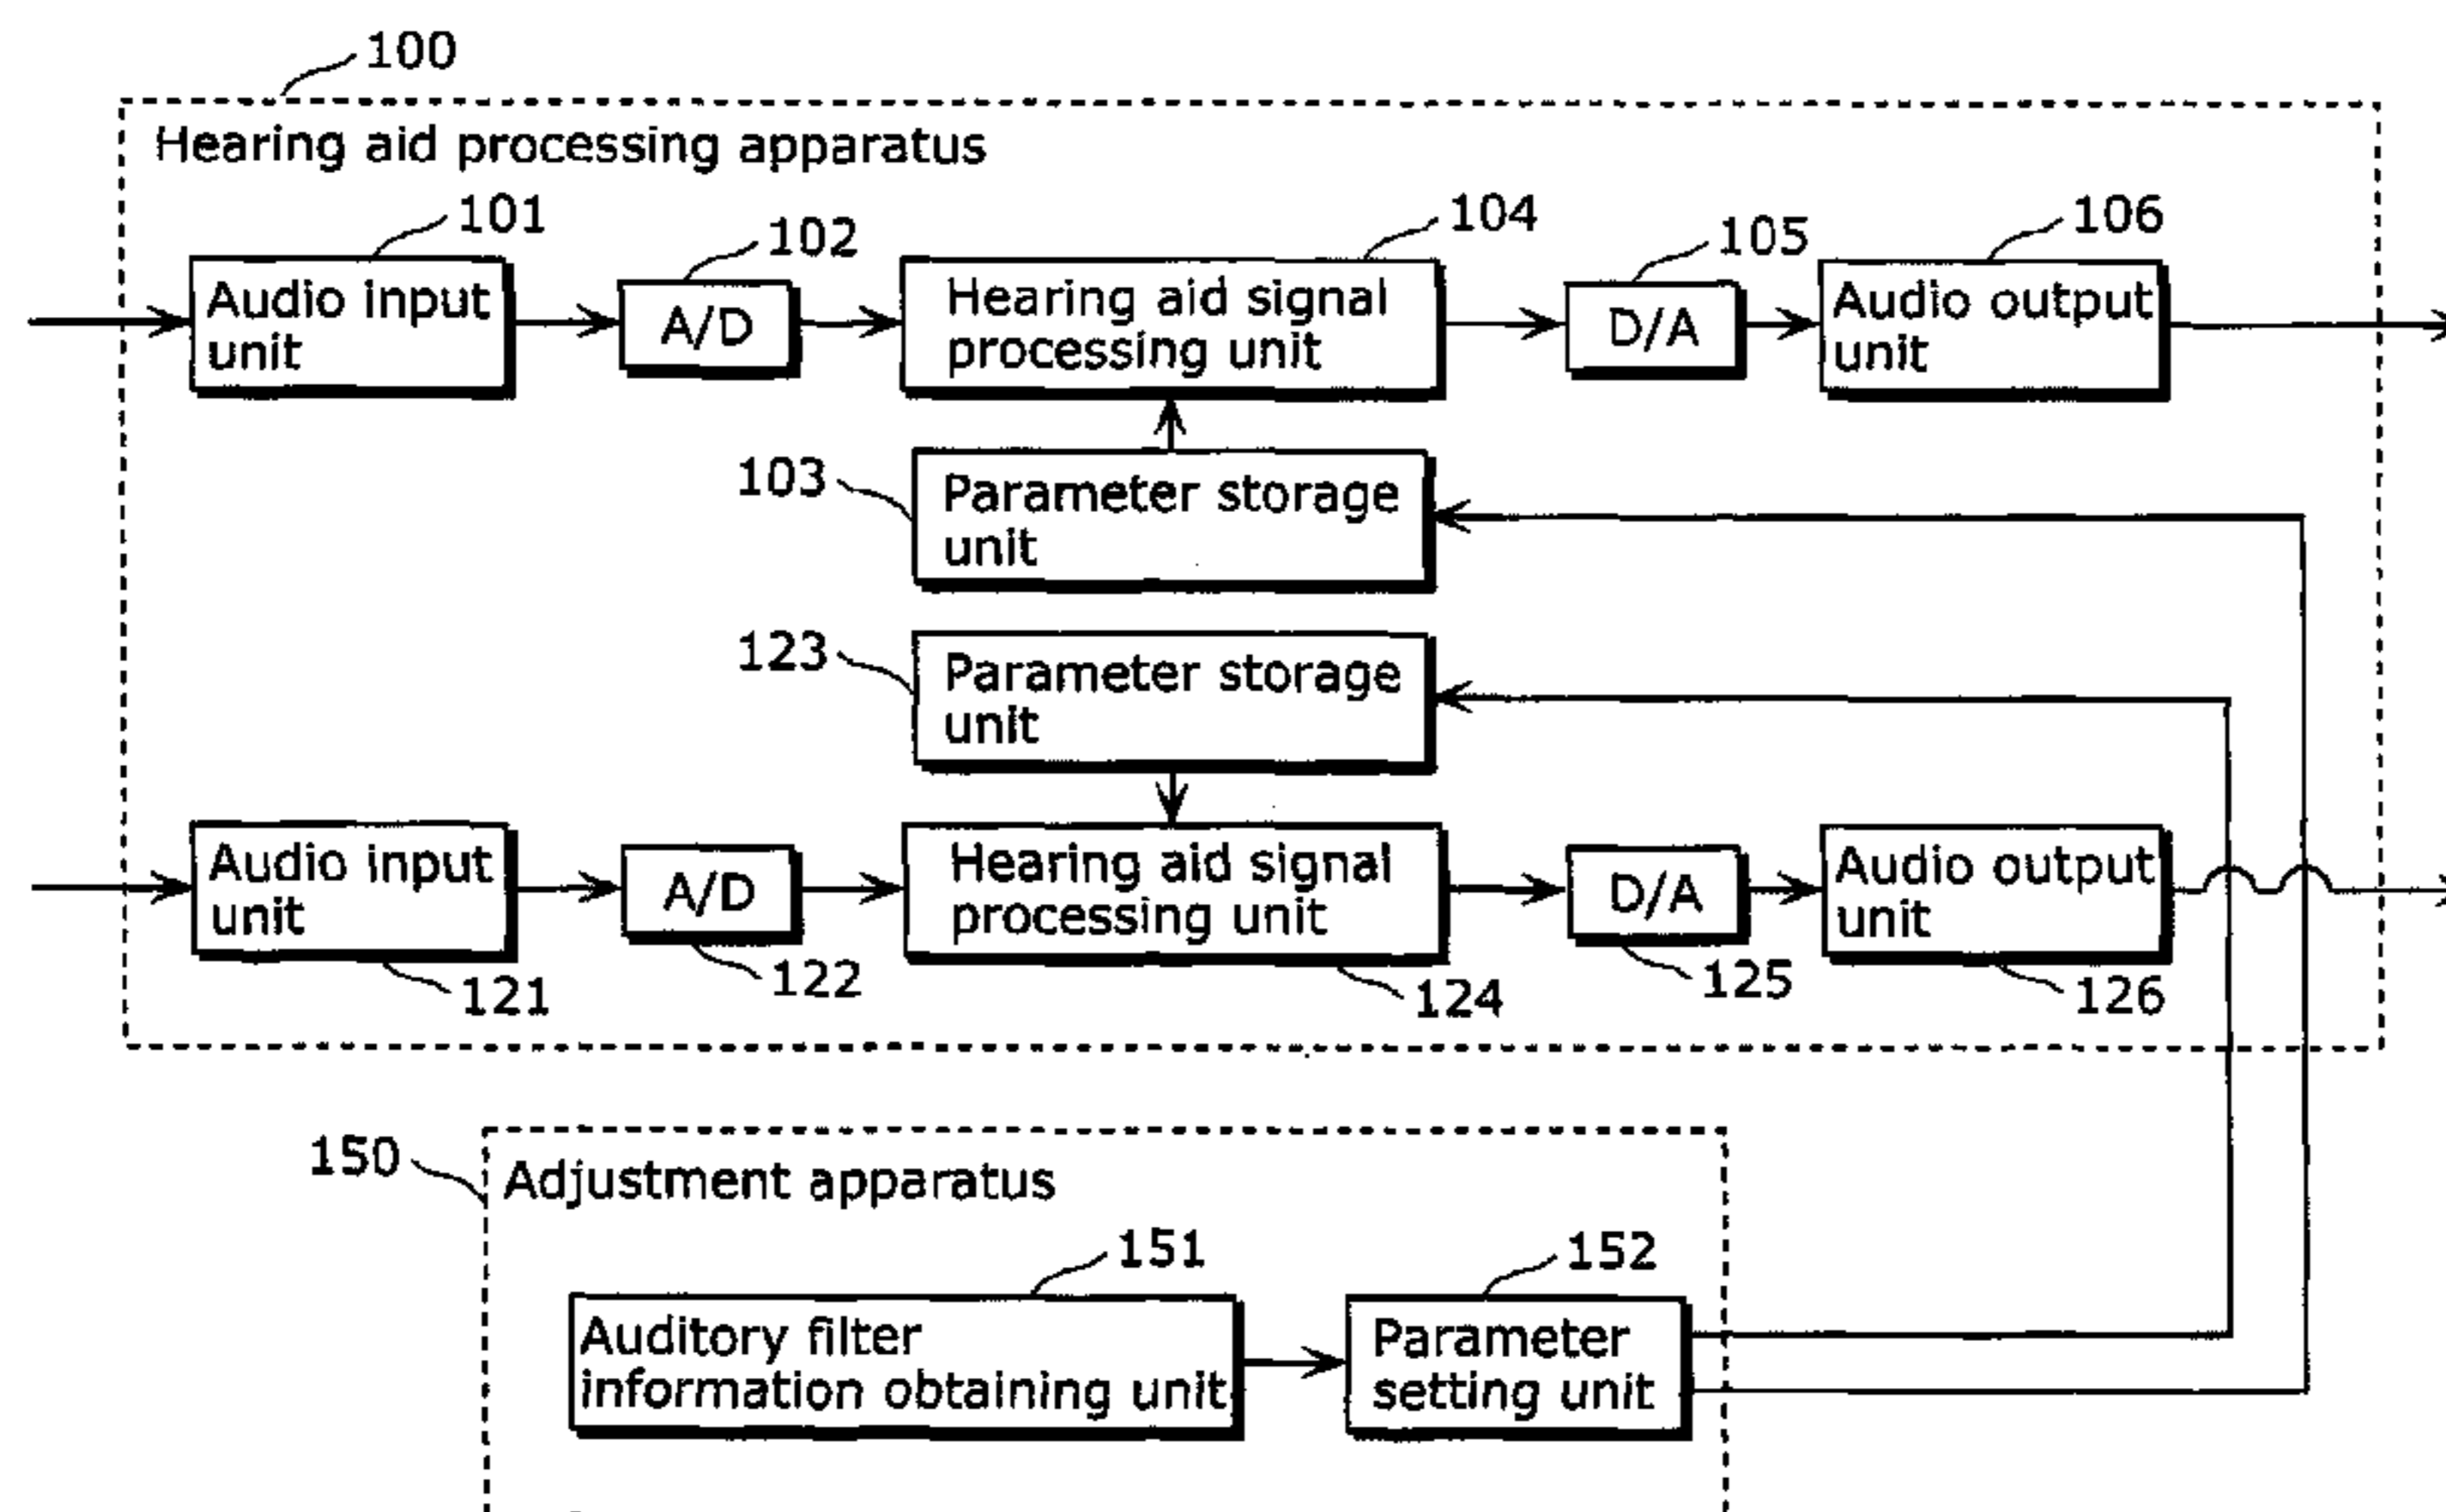 100
Hearing aid processing apparatus
101
102
104
105
106
Audio input
unit
A/D
Hearing aid signal
processing unit
D/A
Audio output
unit
103
Parameter storage
unit
123
Parameter storage
unit
Audio input
unit
A/D
Hearing aid signal
processing unit
D/A
Audio output
unit
121
122
124
125
126
150
Adjustment apparatus
151
152
Auditory filter
information obtaining unit
Parameter
setting unit